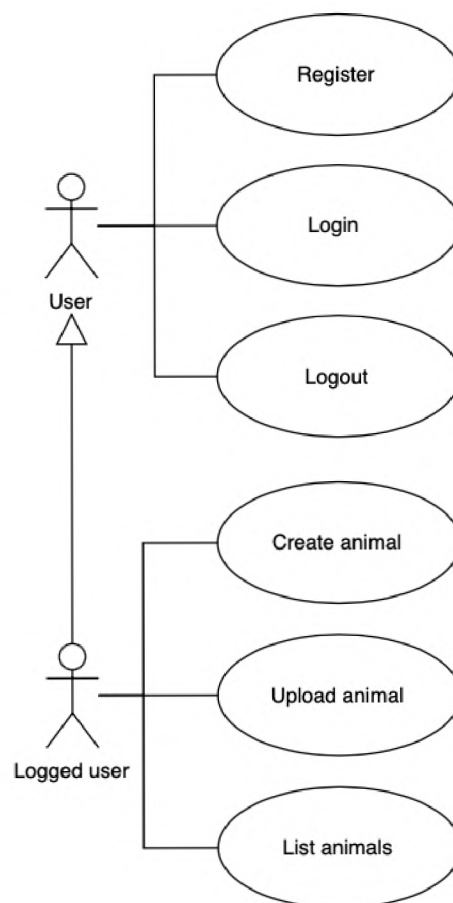 Register
Login
User
Logout
Create animal
Upload animal
Logged user
List animals